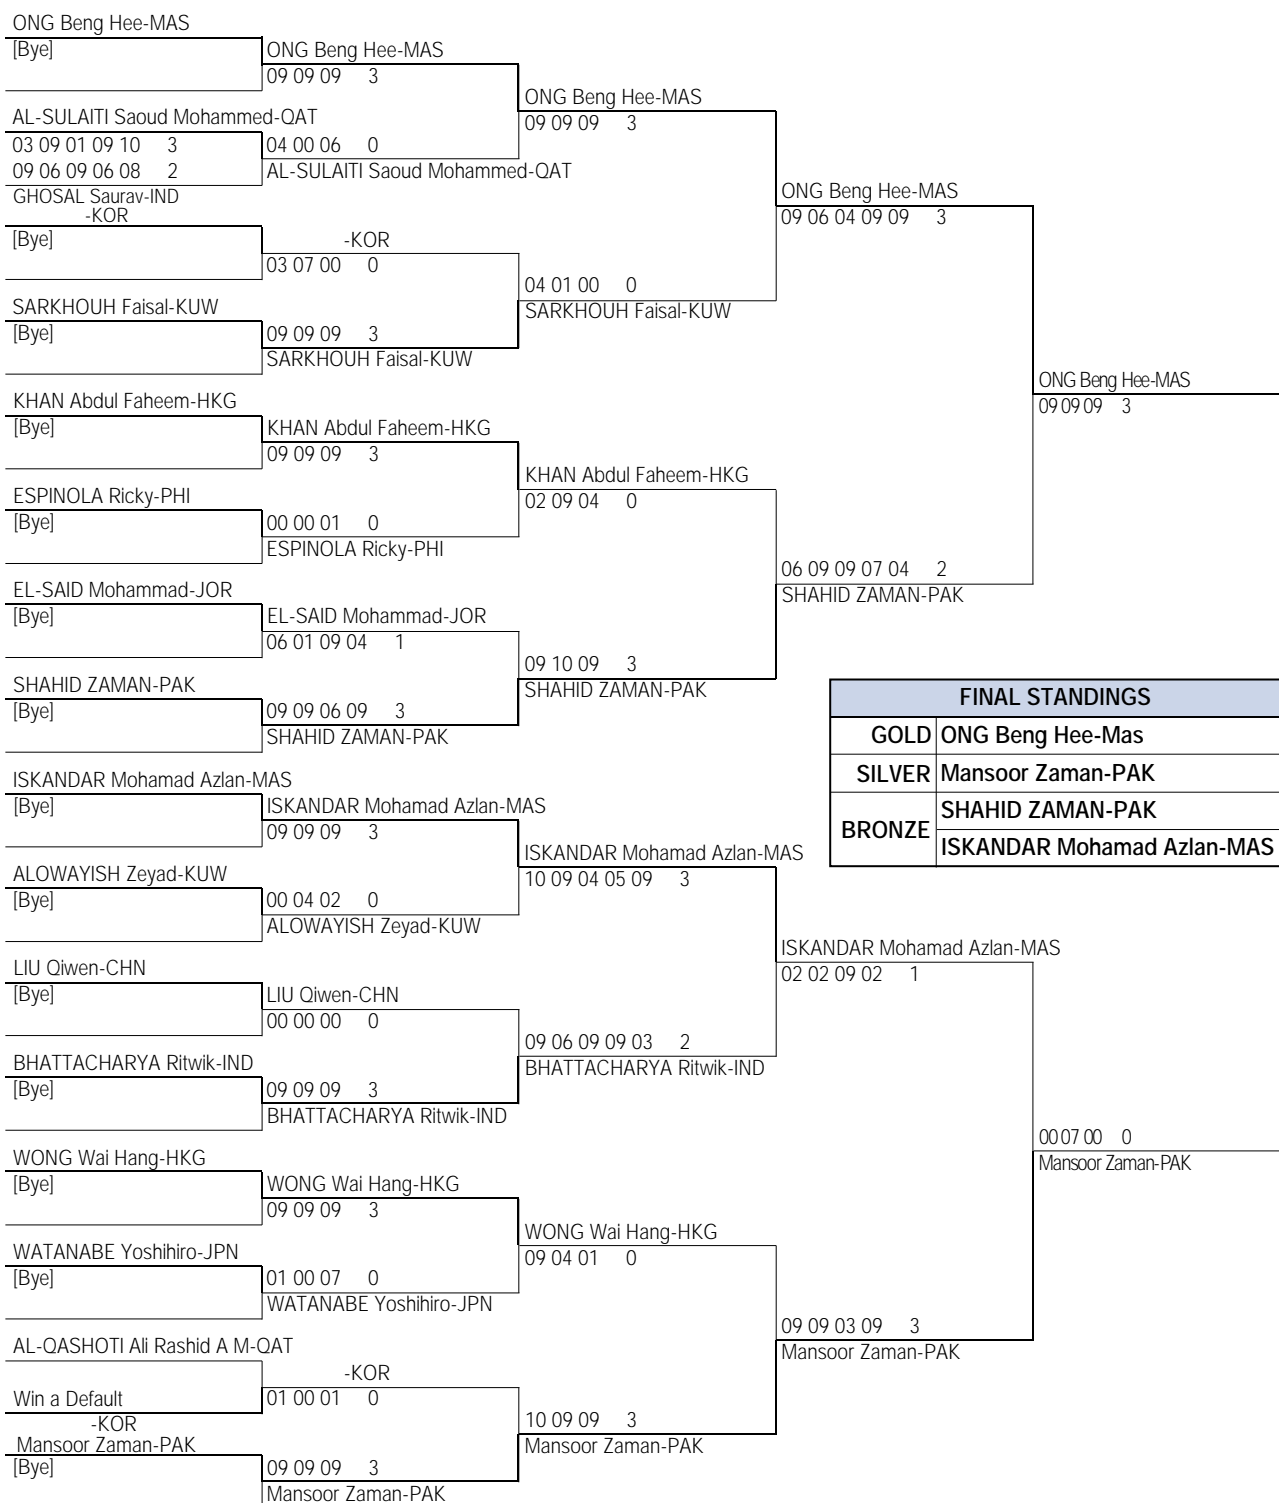 ONG Beng Hee-MAS
[Bye]
ONG Beng Hee-MAS
09 09 09 3
ONG Beng Hee-MAS
AL-SULAITI Saoud Mohammed-QAT
09 09 09 3
03 09 01 09 10 3
04 00 06 0
09 06 09 06 08 2
AL-SULAITI Saoud Mohammed-QAT
GHOSAL Saurav-IND
ONG Beng Hee-MAS
-KOR
09 06 04 09 09 3
[Bye]
-KOR
03 07 00 0
04 01 00 0
SARKHOUH Faisal-KUW
SARKHOUH Faisal-KUW
[Bye]
09 09 09 3
SARKHOUH Faisal-KUW
ONG Beng Hee-MAS
09 09 09 3
KHAN Abdul Faheem-HKG
[Bye]
KHAN Abdul Faheem-HKG
09 09 09 3
KHAN Abdul Faheem-HKG
ESPINOLA Ricky-PHI
02 09 04 0
[Bye]
00 00 01 0
ESPINOLA Ricky-PHI
06 09 09 07 04 2
EL-SAID Mohammad-JOR
SHAHID ZAMAN-PAK
[Bye]
EL-SAID Mohammad-JOR
06 01 09 04 1
09 10 09 3
SHAHID ZAMAN-PAK
SHAHID ZAMAN-PAK
[Bye]
09 09 06 09 3
SHAHID ZAMAN-PAK
FINAL STANDINGS
GOLD ONG Beng Hee-Mas
SILVER Mansoor Zaman-PAK
BRONZE SHAHID ZAMAN-PAK
ISKANDAR Mohamad Azlan-MAS
ISKANDAR Mohamad Azlan-MAS
[Bye]
ISKANDAR Mohamad Azlan-MAS
09 09 09 3
ISKANDAR Mohamad Azlan-MAS
ALOWAYISH Zeyad-KUW
10 09 04 05 09 3
[Bye]
00 04 02 0
ALOWAYISH Zeyad-KUW
ISKANDAR Mohamad Azlan-MAS
LIU Qiwen-CHN
02 02 09 02 1
[Bye]
LIU Qiwen-CHN
00 00 00 0
09 06 09 09 03 2
BHATTACHARYA Ritwik-IND
BHATTACHARYA Ritwik-IND
[Bye]
09 09 09 3
BHATTACHARYA Ritwik-IND
00 07 00 0
WONG Wai Hang-HKG
Mansoor Zaman-PAK
[Bye]
WONG Wai Hang-HKG
09 09 09 3
WONG Wai Hang-HKG
WATANABE Yoshihiro-JPN
09 04 01 0
[Bye]
01 00 07 0
WATANABE Yoshihiro-JPN
09 09 03 09 3
AL-QASHOTI Ali Rashid A M-QAT
Mansoor Zaman-PAK
-KOR
Win a Default
01 00 01 0
-KOR
10 09 09 3
Mansoor Zaman-PAK
Mansoor Zaman-PAK
[Bye]
09 09 09 3
Mansoor Zaman-PAK